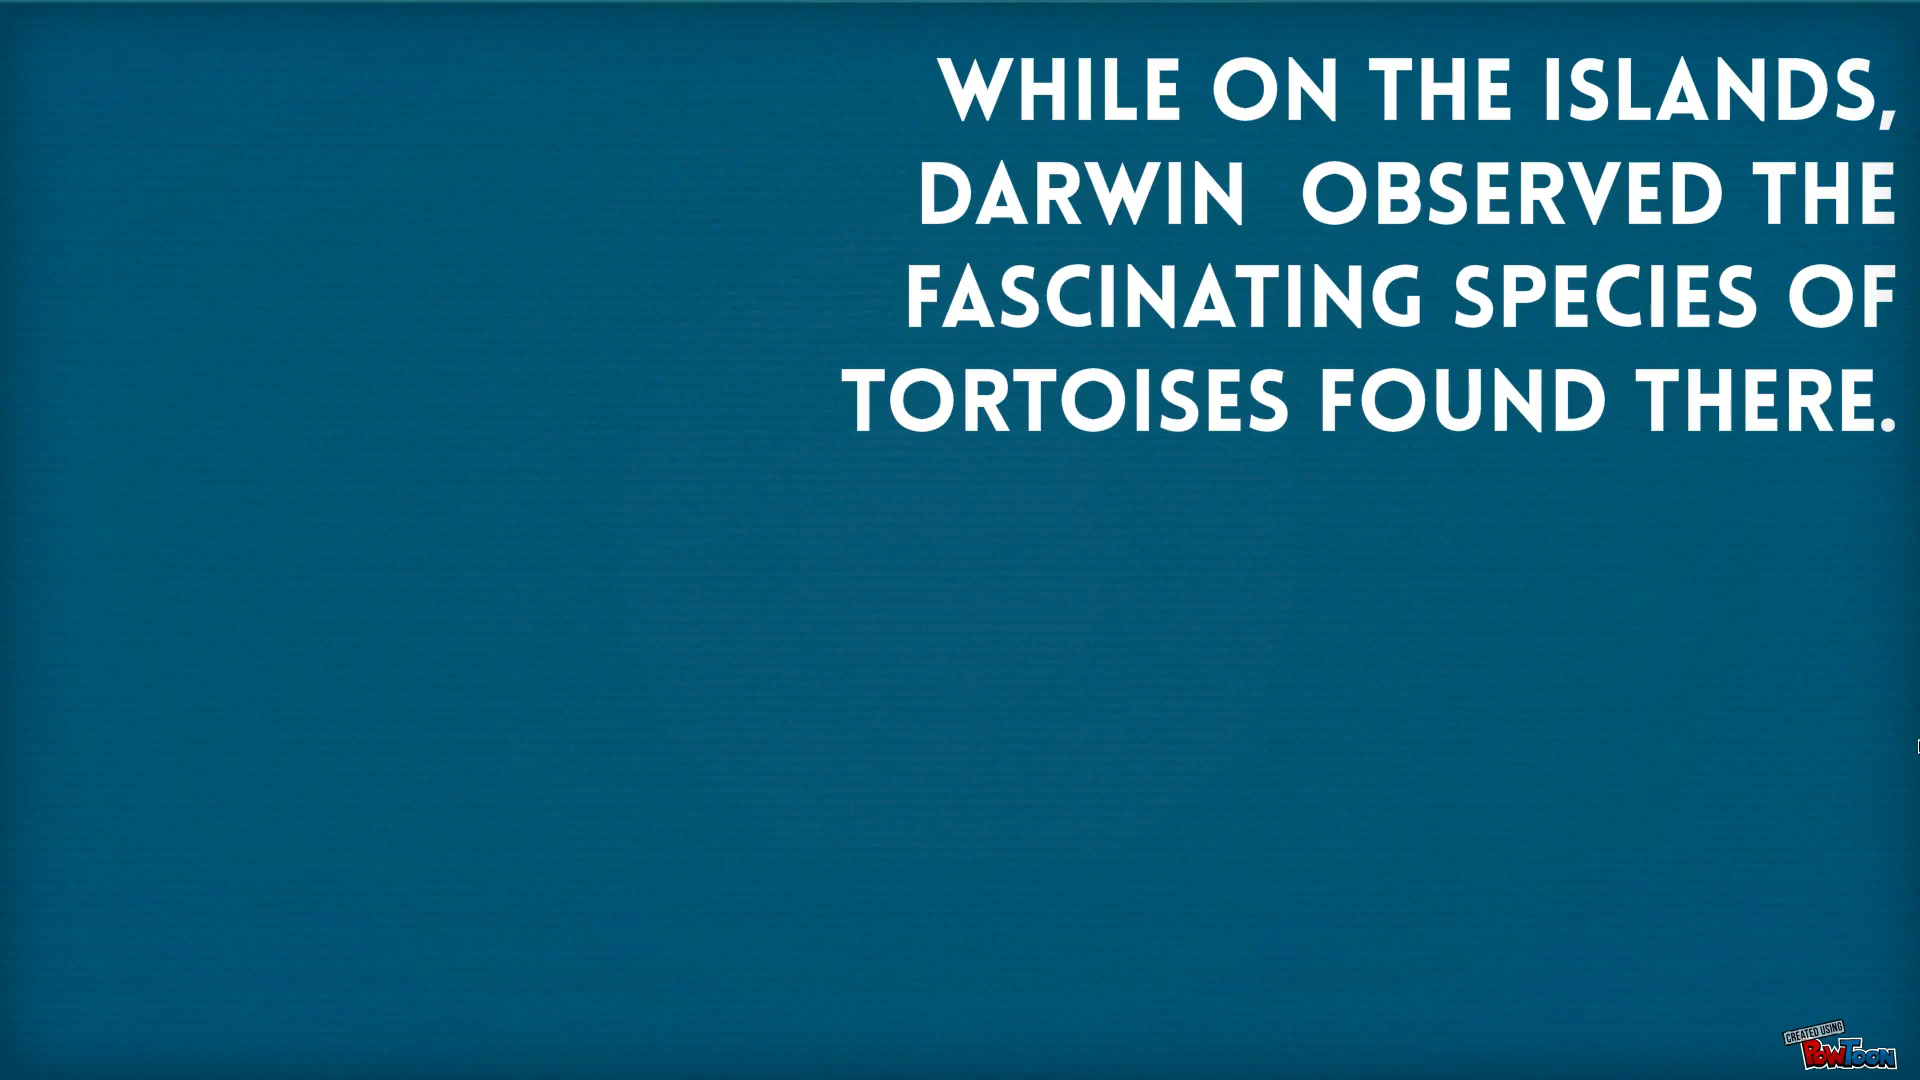 WHILE ON THE ISLANDS,
DARWIN  OBSERVED THE
FASCINATING SPECIES OF
TORTOISES FOUND THERE.
CREATED USING
POWTOON